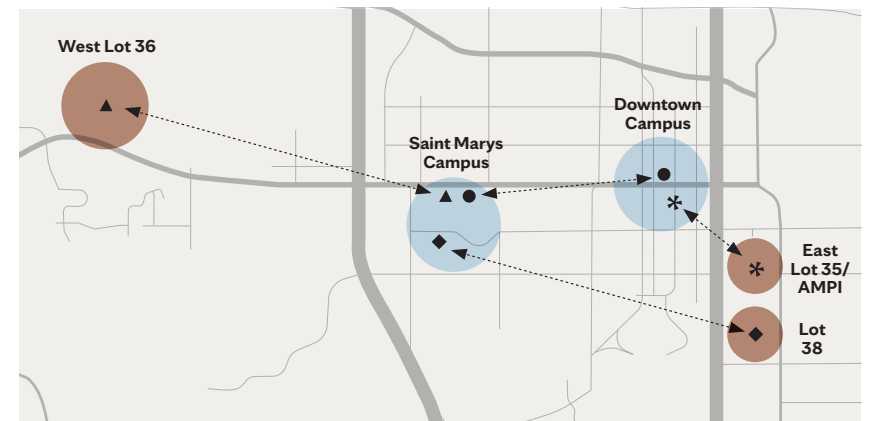 West Lot 36
Downtown
Campus
Saint Marys
Campus
East
Lot 35/
AMPI
Lot
38